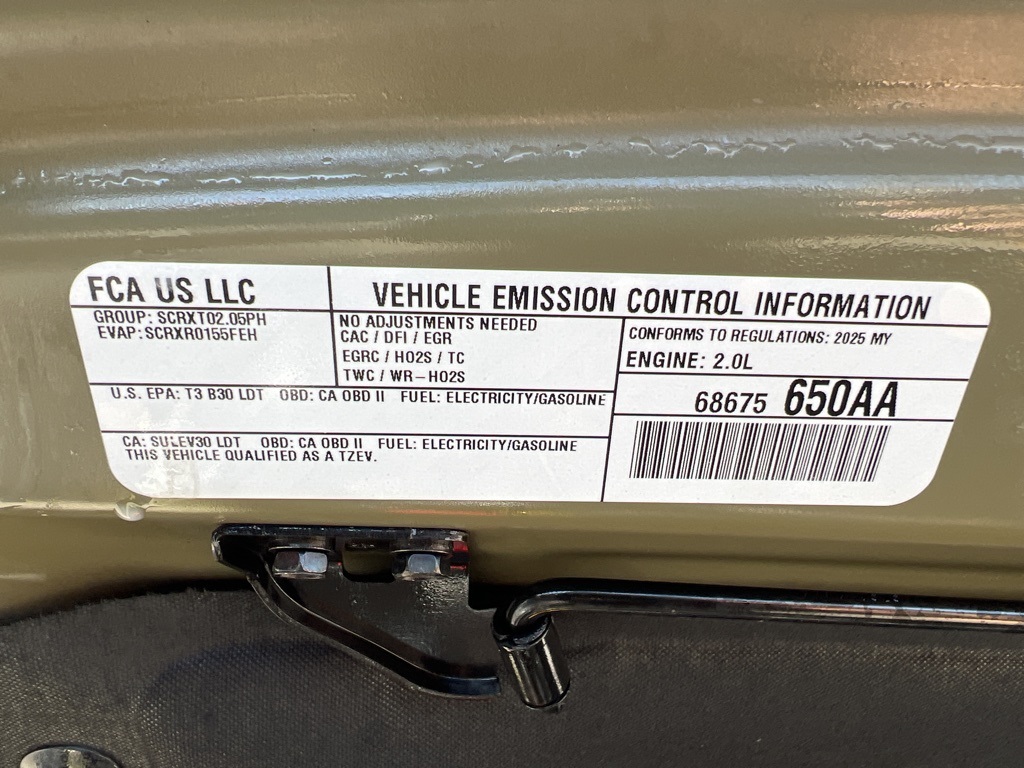 FCA US LLC
VEHICLE EMISSION CONTROL INFORMATION
GROUP: SCRXT02.05PH
EVAP: SCRXR0155FEH
NO ADJUSTMENTS NEEDED
CAC / DFI / EGR
EGRC / HO2S / TC
TWC / WR-HO2S
CONFORMS TO REGULATIONS: 2025 MY
ENGINE: 2.0L
U.S. EPA: T3 B30 LDT OBD: CA OBD II FUEL: ELECTRICITY/GASOLINE
68675 650AA
CA: SULEV30 LDT OBD: CA OBD II FUEL: ELECTRICITY/GASOLINE
THIS VEHICLE QUALIFIED AS A TZEV.